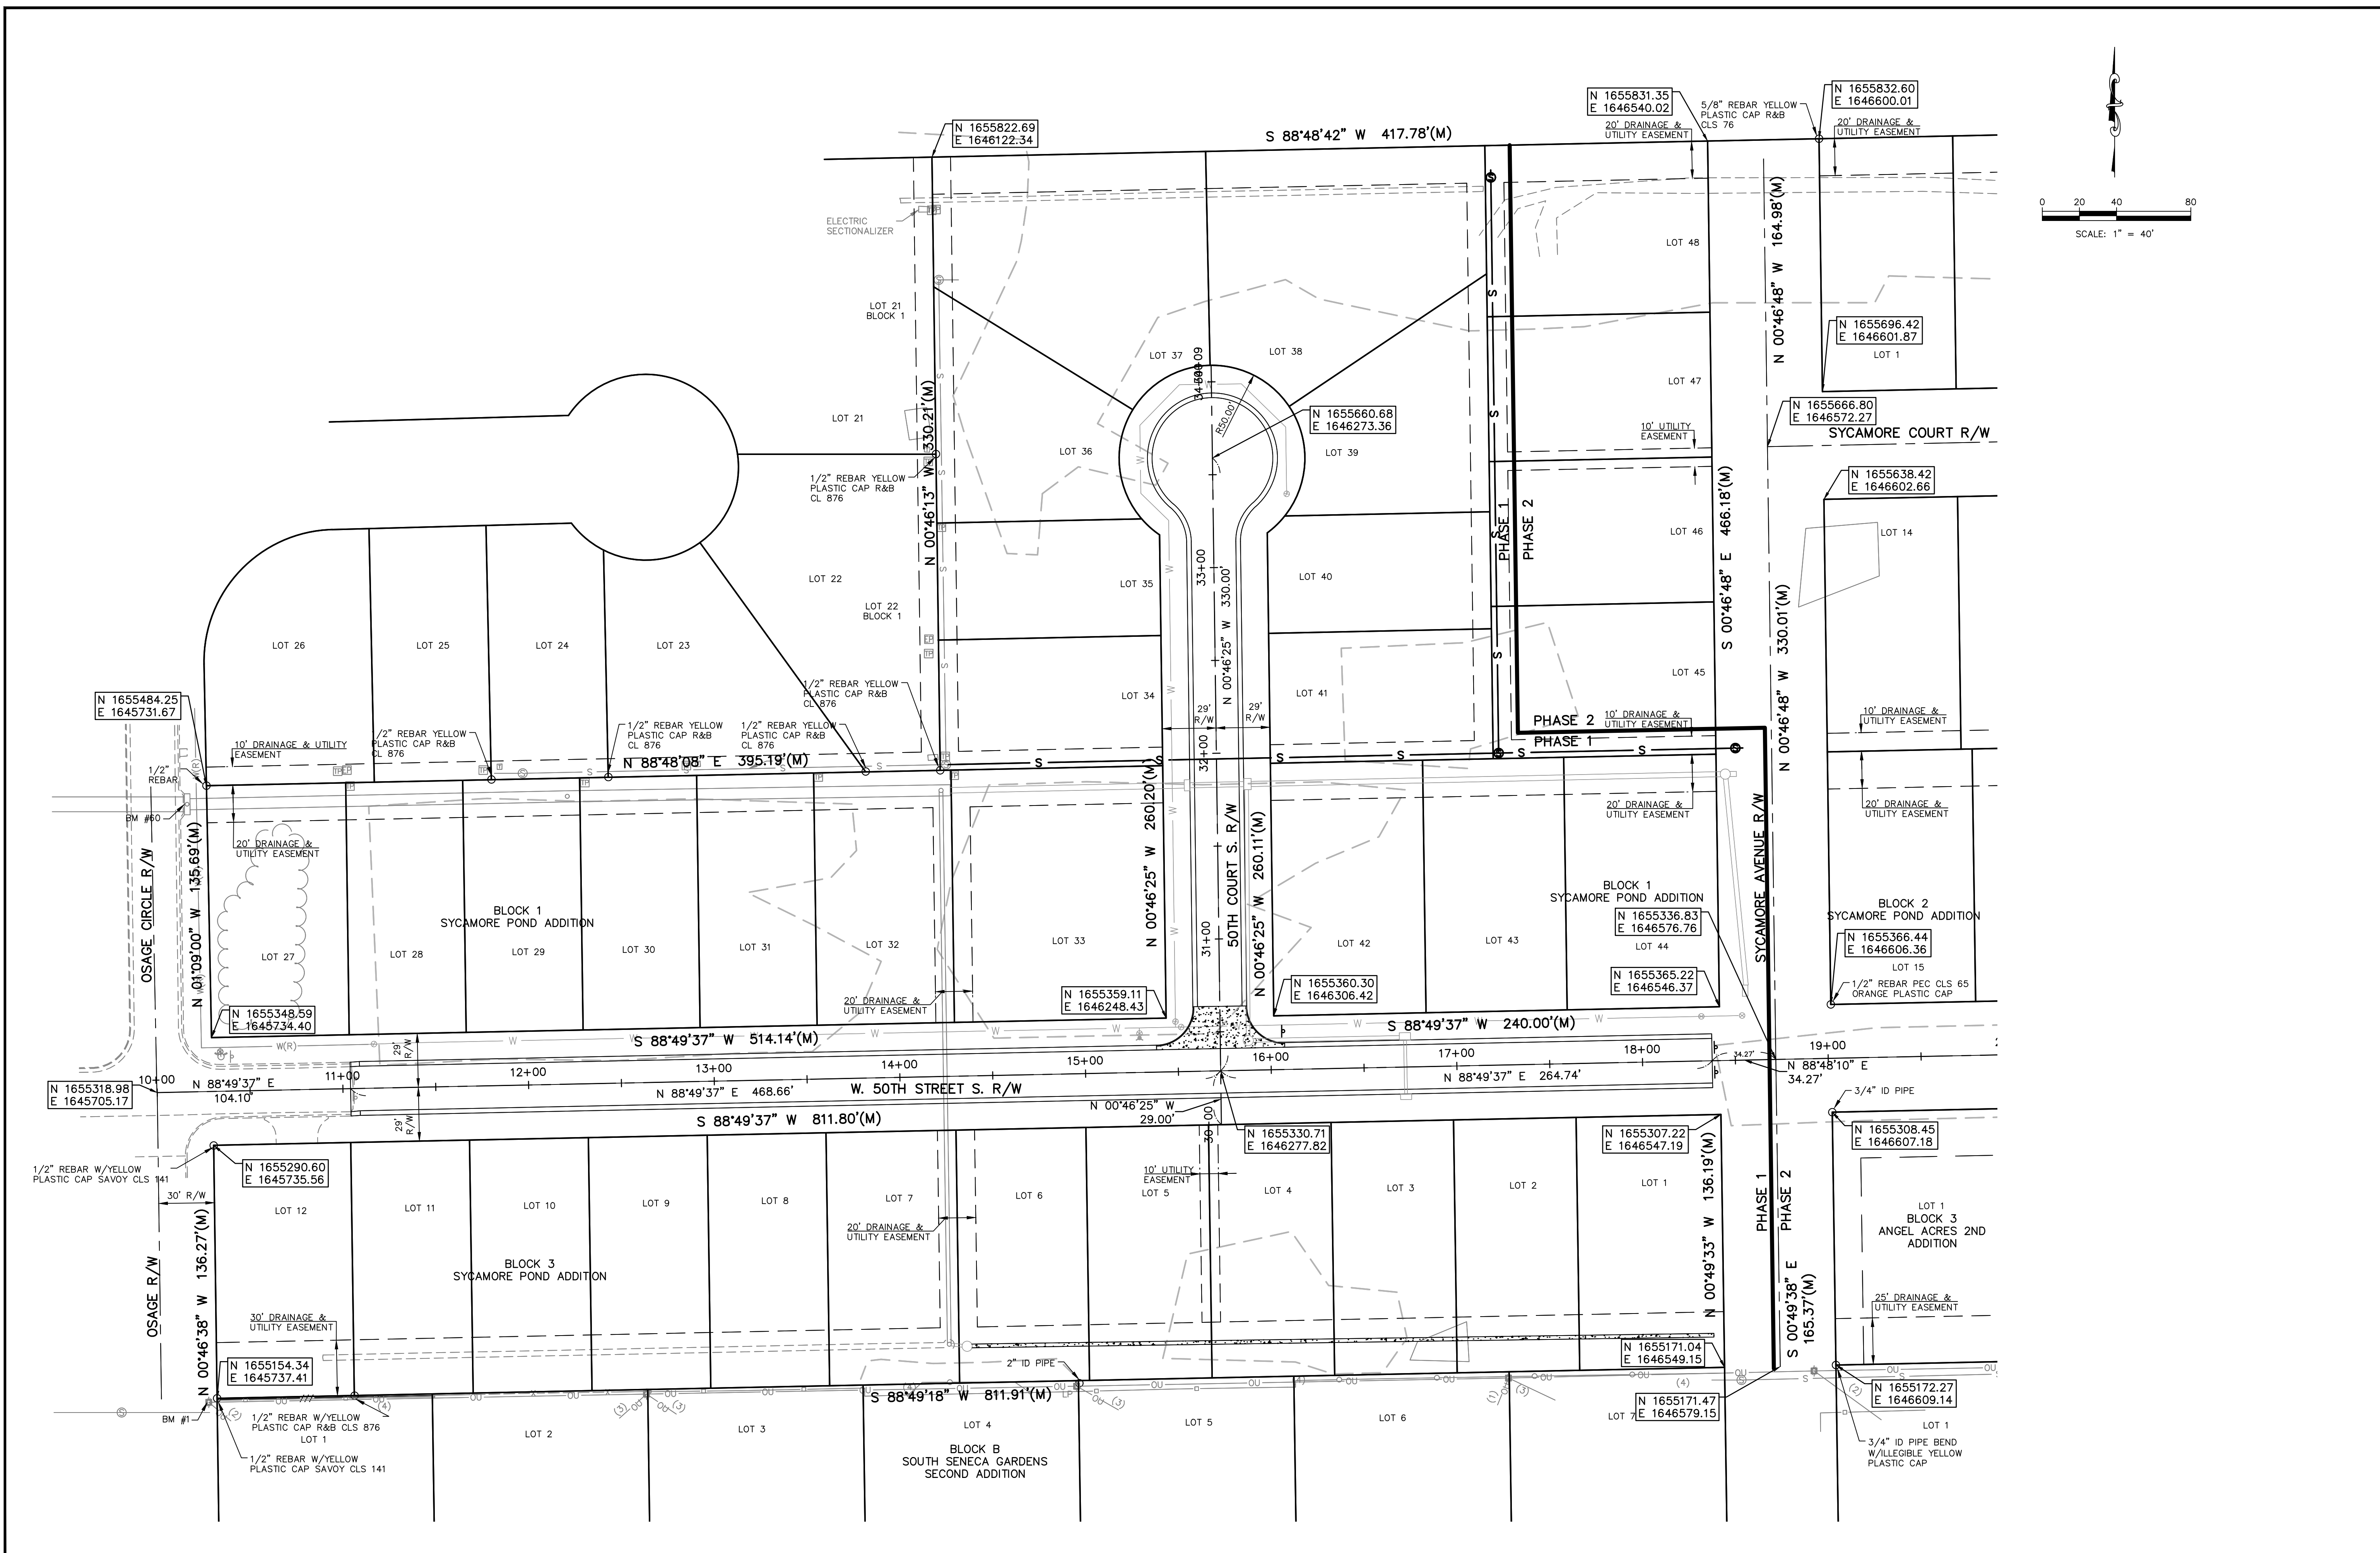 N 1655822.69
E 1646122.34
S 88°48'42" W 417.78'(M)
N 1655831.35
E 1646540.02
20' DRAINAGE &
UTILITY EASEMENT
5/8" REBAR YELLOW
PLASTIC CAP R&B
CLS 76
N 1655832.60
E 1646600.01
20' DRAINAGE &
UTILITY EASEMENT
0 20 40 80
SCALE: 1" = 40'
ELECTRIC
SECTIONALIZER
LOT 48
N 00°46'48" W 164.98'(M)
LOT 21
BLOCK 1
LOT 37
LOT 38
N 1655696.42
E 1646601.87
LOT 1
LOT 47
R50.00'
LOT 21
N 00°46'13" W 330.21'(M)
N 1655660.68
E 1646273.36
N 1655666.80
E 1646572.27
SYCAMORE COURT R/W
10' UTILITY
EASEMENT
LOT 36
LOT 39
1/2" REBAR YELLOW
PLASTIC CAP R&B
CL 876
N 1655638.42
E 1646602.66
PHASE 1
PHASE 2
S 00°46'48" E 466.18'(M)
LOT 46
LOT 14
33+00
LOT 22
LOT 35
LOT 40
LOT 22
BLOCK 1
N 00°46'25" W 330.00'
N 00°46'48" W 330.01'(M)
LOT 26
LOT 25
LOT 24
LOT 23
1/2" REBAR YELLOW
PLASTIC CAP R&B
CL 876
LOT 34
LOT 41
LOT 45
N 1655484.25
E 1645731.67
29'
R/W
29'
R/W
PHASE 2
PHASE 1
10' DRAINAGE &
UTILITY EASEMENT
10' DRAINAGE &
UTILITY EASEMENT
10' DRAINAGE & UTILITY
EASEMENT
/2" REBAR YELLOW
PLASTIC CAP R&B
CL 876
1/2" REBAR YELLOW
PLASTIC CAP R&B
CL 876
1/2" REBAR YELLOW
PLASTIC CAP R&B
CL 876
N 88°48'08" E 395.19'(M)
32+00
1/2"
REBAR
BM #60
20' DRAINAGE &
UTILITY EASEMENT
20' DRAINAGE &
UTILITY EASEMENT
20' DRAINAGE &
UTILITY EASEMENT
OSAGE CIRCLE R/W
N 01°09'00" W 135.69'(M)
N 00°46'25" W 260.20'(M)
50TH COURT S. R/W
N 00°46'25" W 260.11'(M)
SYCAMORE AVENUE R/W
BLOCK 1
SYCAMORE POND ADDITION
BLOCK 1
SYCAMORE POND ADDITION
BLOCK 2
SYCAMORE POND ADDITION
N 1655336.83
E 1646576.76
N 1655366.44
E 1646606.36
LOT 27
LOT 28
LOT 29
LOT 30
LOT 31
LOT 32
LOT 33
31+00
LOT 42
LOT 43
LOT 44
LOT 15
1/2" REBAR PEC CLS 65
ORANGE PLASTIC CAP
N 1655365.22
E 1646546.37
N 1655360.30
E 1646306.42
N 1655359.11
E 1646248.43
20' DRAINAGE &
UTILITY EASEMENT
N 1655348.59
E 1645734.40
S 88°49'37" W 514.14'(M)
S 88°49'37" W 240.00'(M)
W(R)
29'
R/W
10+00
11+00
12+00
13+00
14+00
15+00
16+00
17+00
18+00
19+00
34.27'
N 1655318.98
E 1645705.17
N 88°49'37" E
104.10'
N 88°49'37" E 468.66'
W. 50TH STREET S. R/W
N 88°49'37" E 264.74'
N 88°48'10" E
34.27'
3/4" ID PIPE
N 00°46'25" W
29.00'
29'
R/W
S 88°49'37" W 811.80'(M)
30+00
N 1655330.71
E 1646277.82
N 1655307.22
E 1646547.19
N 1655308.45
E 1646607.18
1/2" REBAR W/YELLOW
PLASTIC CAP SAVOY CLS 141
N 1655290.60
E 1645735.56
30' R/W
10' UTILITY
EASEMENT
LOT 12
LOT 11
LOT 10
LOT 9
LOT 8
LOT 7
LOT 6
LOT 5
LOT 4
LOT 3
LOT 2
LOT 1
N 00°49'33" W 136.19'(M)
PHASE 1
PHASE 2
LOT 1
BLOCK 3
ANGEL ACRES 2ND
ADDITION
20' DRAINAGE &
UTILITY EASEMENT
OSAGE R/W
N 00°46'38" W 136.27'(M)
BLOCK 3
SYCAMORE POND ADDITION
S 00°49'38" E
165.37'(M)
30' DRAINAGE &
UTILITY EASEMENT
25' DRAINAGE &
UTILITY EASEMENT
N 1655154.34
E 1645737.41
2" ID PIPE
N 1655171.04
E 1646549.15
S 88°49'18" W 811.91'(M)
N 1655171.47
E 1646579.15
N 1655172.27
E 1646609.14
BM #1
1/2" REBAR W/YELLOW
PLASTIC CAP R&B CLS 876
LOT 1
1/2" REBAR W/YELLOW
PLASTIC CAP SAVOY CLS 141
LOT 2
LOT 3
LOT 4
LOT 5
LOT 6
LOT 7
LOT 1
BLOCK B
SOUTH SENECA GARDENS
SECOND ADDITION
3/4" ID PIPE BEND
W/ILLEGIBLE YELLOW
PLASTIC CAP